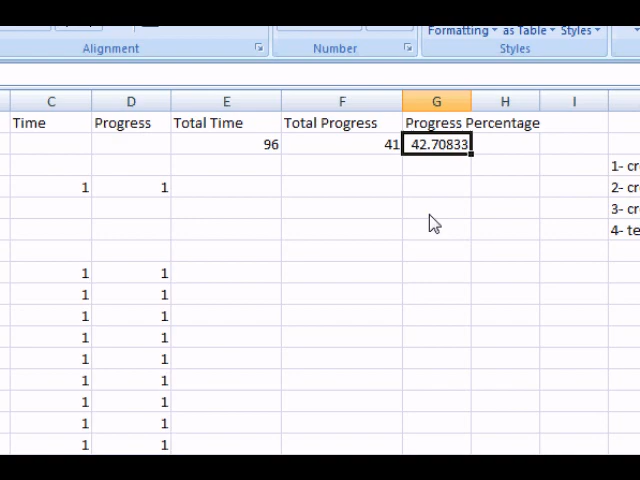 Formatting as Table Styles
Alignment Number Styles
C D E F G H I
Time Progress Total Time Total Progress Progress Percentage
96 41 42.70833
1- cr
1 1 2- cr
3- cr
4- te
1 1
1 1
1 1
1 1
1 1
1 1
1 1
1 1
1 1